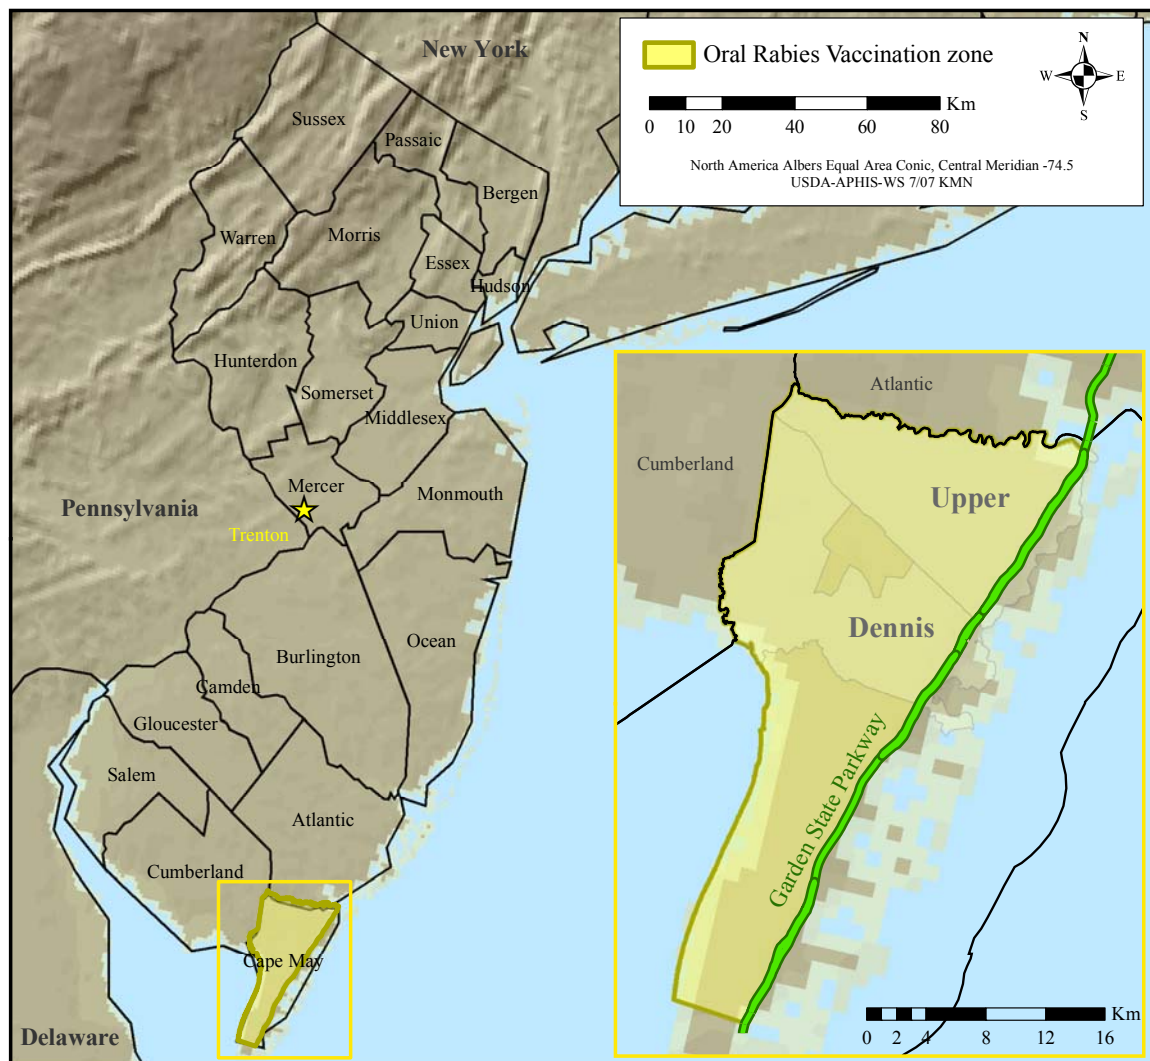 New York
Oral Rabies Vaccination zone
N
W
E
S
Km
0 10 20 40 60 80
North America Albers Equal Area Conic, Central Meridian -74.5
USDA-APHIS-WS 7/07 KMN
Sussex
Passaic
Bergen
Warren
Morris
Essex
Hudson
Union
Hunterdon
Somerset
Middlesex
Mercer
Monmouth
Pennsylvania
Trenton
Ocean
Burlington
Camden
Gloucester
Salem
Atlantic
Cumberland
Cape May
Delaware
Atlantic
Cumberland
Upper
Dennis
Garden State Parkway
Km
0 2 4 8 12 16